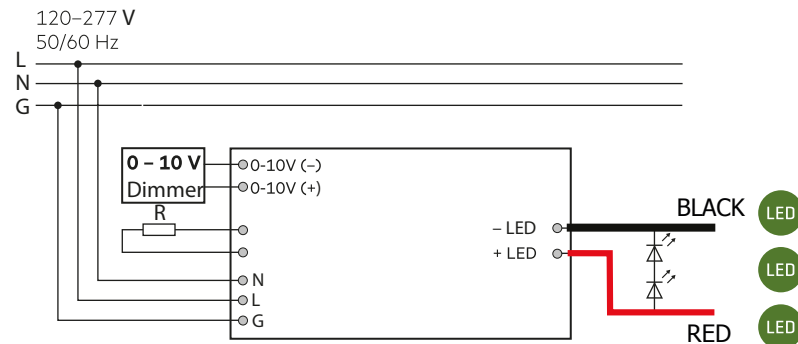 120–277 V
50/60 Hz
L
N
G
0 – 10 V
Dimmer
0-10V (–)
0-10V (+)
R
N
L
G
– LED
+ LED
BLACK
RED
LED
LED
LED